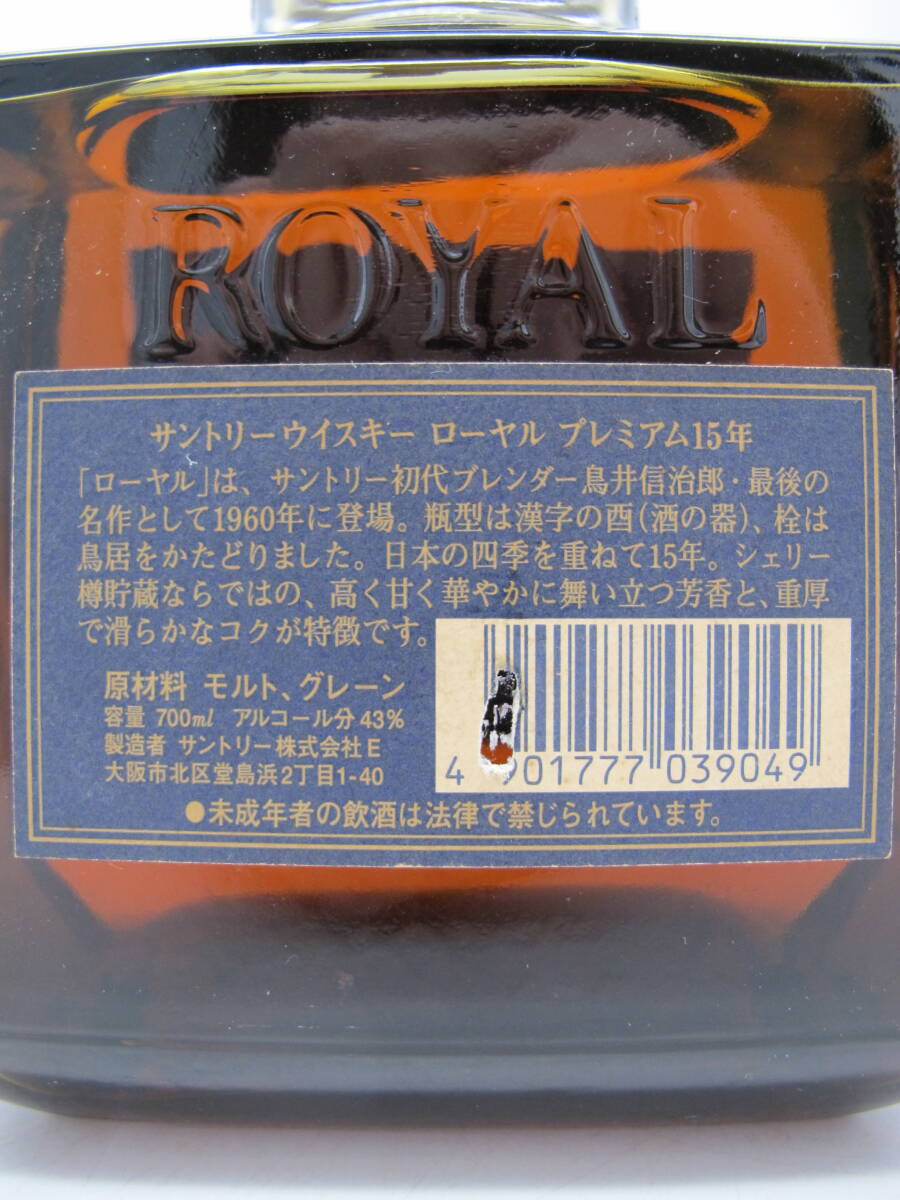 ROYAL
サントリーウイスキー ローヤル プレミアム15年
「ローヤル」は、サントリー初代ブレンダー鳥井信治郎・最後の
名作として1960年に登場。瓶型は漢字の酉(酒の器)、栓は
鳥居をかたどりました。日本の四季を重ねて15年。シェリー
樽貯蔵ならではの、高く甘く華やかに舞い立つ芳香と、重厚
で滑らかなコクが特徴です。
原材料 モルト、グレーン
容量 700ml アルコール分43%
製造者 サントリー株式会社E
大阪市北区堂島浜2丁目1-40
4 901777 039049
●未成年者の飲酒は法律で禁じられています。